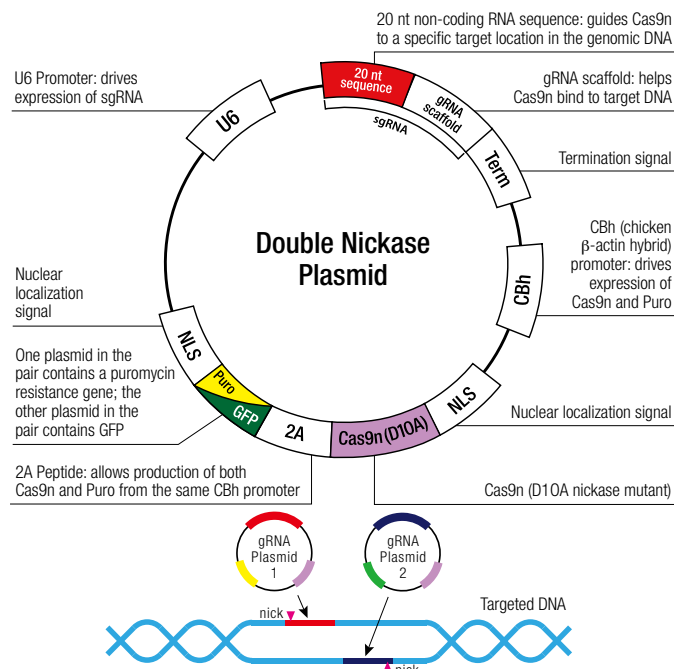 20 nt non-coding RNA sequence: guides Cas9n
to a specific target location in the genomic DNA
U6 Promoter: drives
expression of sgRNA
gRNA scaffold: helps
Cas9n bind to target DNA
20 nt
sequence
gRNA
scaffold
sgRNA
U6
Term
Termination signal
Double Nickase
Plasmid
CBh (chicken
β-actin hybrid)
promoter: drives
expression of
Cas9n and Puro
CBh
Nuclear
localization
signal
NLS
Puro
GFP
2A
Cas9n (D10A)
NLS
One plasmid in the
pair contains a puromycin
resistance gene; the
other plasmid in the
pair contains GFP
Nuclear localization signal
2A Peptide: allows production of both
Cas9n and Puro from the same CBh promoter
Cas9n (D10A nickase mutant)
gRNA
Plasmid
1
gRNA
Plasmid
2
nick
Targeted DNA
nick